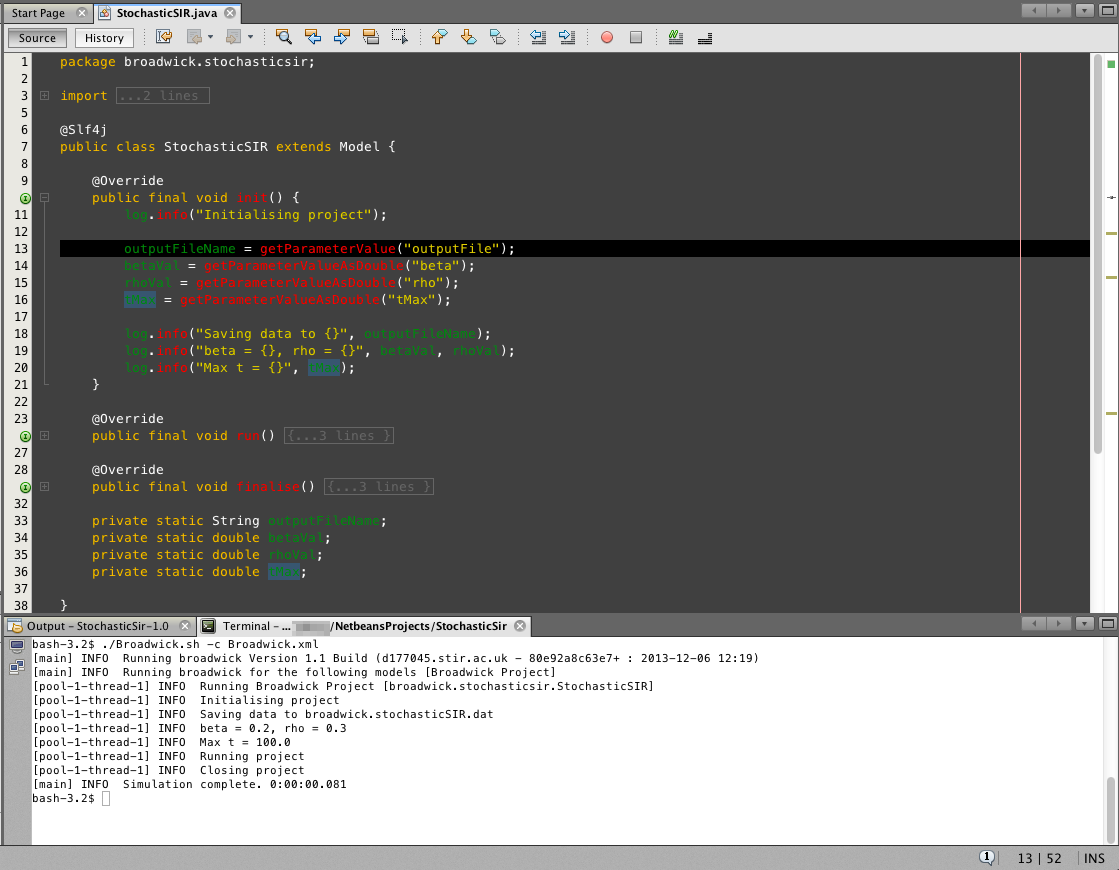 Start Page
StochasticSIR.java
Source
History
1 package broadwick.stochasticsir;
2
3 import ...2 lines
5
6 @Slf4j
7 public class StochasticSIR extends Model {
8
9 @Override
public final void init() {
11 log.info("Initialising project");
12
13 outputFileName = getParameterValue("outputFile");
14 betaVal = getParameterValueAsDouble("beta");
15 rhoVal = getParameterValueAsDouble("rho");
16 = getParameterValueAsDouble("tMax");
17
18 log.info("Saving data to {}", outputFileName);
19 log.info("beta = {}, rho = {}", betaVal, rhoVal);
20 log.info("Max t = {}", );
21 }
22
23 @Override
public final void run() {...3 lines }
27
28 @Override
public final void finalise() {...3 lines }
32
33 private static String outputFileName;
34 private static double betaVal;
35 private static double rhoVal;
36 private static double ;
37
38 }
Output - StochasticSir-1.0
Terminal - ... /NetbeansProjects/StochasticSir
bash-3.2$ ./Broadwick.sh -c Broadwick.xml
[main] INFO  Running broadwick Version 1.1 Build (d177045.stir.ac.uk - 80e92a8c63e7+ : 2013-12-06 12:19)
[main] INFO  Running broadwick for the following models [Broadwick Project]
[pool-1-thread-1] INFO  Running Broadwick Project [broadwick.stochasticsir.StochasticSIR]
[pool-1-thread-1] INFO  Initialising project
[pool-1-thread-1] INFO  Saving data to broadwick.stochasticSIR.dat
[pool-1-thread-1] INFO  beta = 0.2, rho = 0.3
[pool-1-thread-1] INFO  Max t = 100.0
[pool-1-thread-1] INFO  Running project
[pool-1-thread-1] INFO  Closing project
[main] INFO  Simulation complete. 0:00:00.081
bash-3.2$
1
13 | 52
INS